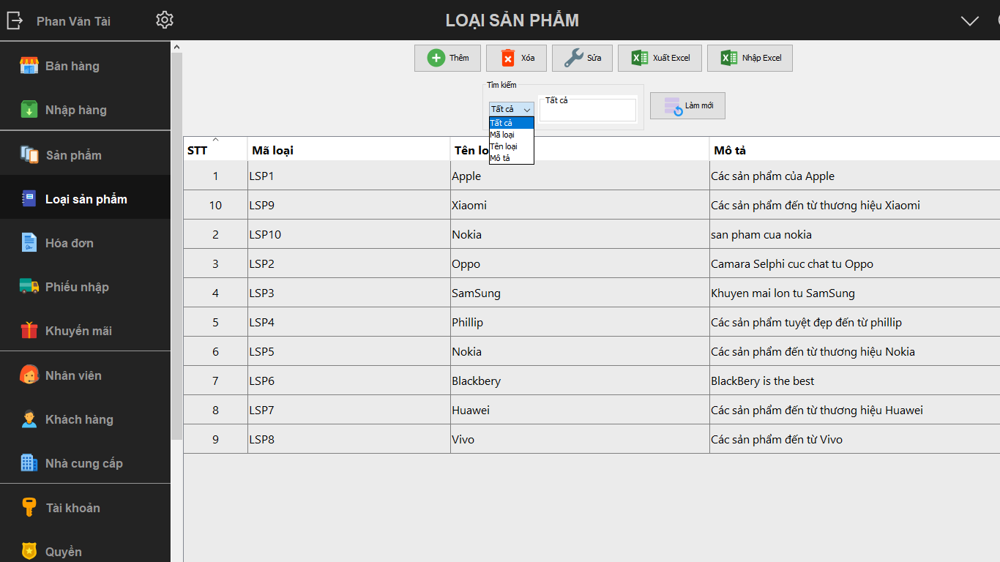 Phan Văn Tài
LOẠI SẢN PHẨM
Bán hàng
Nhập hàng
Sản phẩm
Loại sản phẩm
Hóa đơn
Phiếu nhập
Khuyến mãi
Nhân viên
Khách hàng
Nhà cung cấp
Tài khoản
Quyền
Thêm Xóa Sửa Xuất Excel Nhập Excel
Tìm kiếm
Tất cả
Tất cả
Làm mới
Tất cả
Mã loại
Tên loại
Mô tả
STT Mã loại Tên lo Mô tả
1 LSP1 Apple Các sản phẩm của Apple
10 LSP9 Xiaomi Các sản phẩm đến từ thương hiệu Xiaomi
2 LSP10 Nokia san pham cua nokia
3 LSP2 Oppo Camara Selphi cuc chat tu Oppo
4 LSP3 SamSung Khuyen mai lon tu SamSung
5 LSP4 Phillip Các sản phẩm tuyệt đẹp đến từ phillip
6 LSP5 Nokia Các sản phẩm đến từ thương hiệu Nokia
7 LSP6 Blackbery BlackBery is the best
8 LSP7 Huawei Các sản phẩm đến từ thương hiệu Huawei
9 LSP8 Vivo Các sản phẩm đến từ Vivo